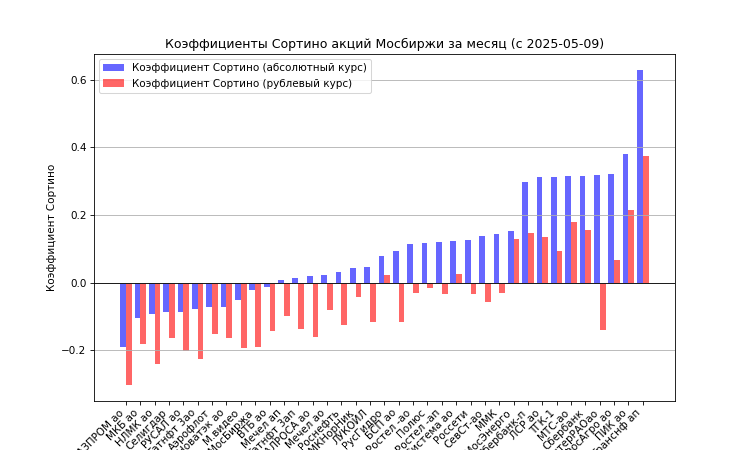 Коэффициенты Сортино акций Мосбиржи за месяц (с 2025-05-09)
Коэффициент Сортино (абсолютный курс)
Коэффициент Сортино (рублевый курс)
Коэффициент Сортино
0.6
0.4
0.2
0.0
−0.2
МКБ ао
НЛМК ао
Селигдар
РУСАЛ ао
Аэрофлот
М.видео
МосБиржа
ВТБ ао
Мечел ап
Мечел ао
Роснефть
ЛУКОЙЛ
РусГидро
БСП ао
Ростел -ао
Полюс
Ростел -ап
Россети
СевСт-ао
ММК
ЛСР ао
ТГК-1
МТС-ао
Сбербанк
ПИК ао